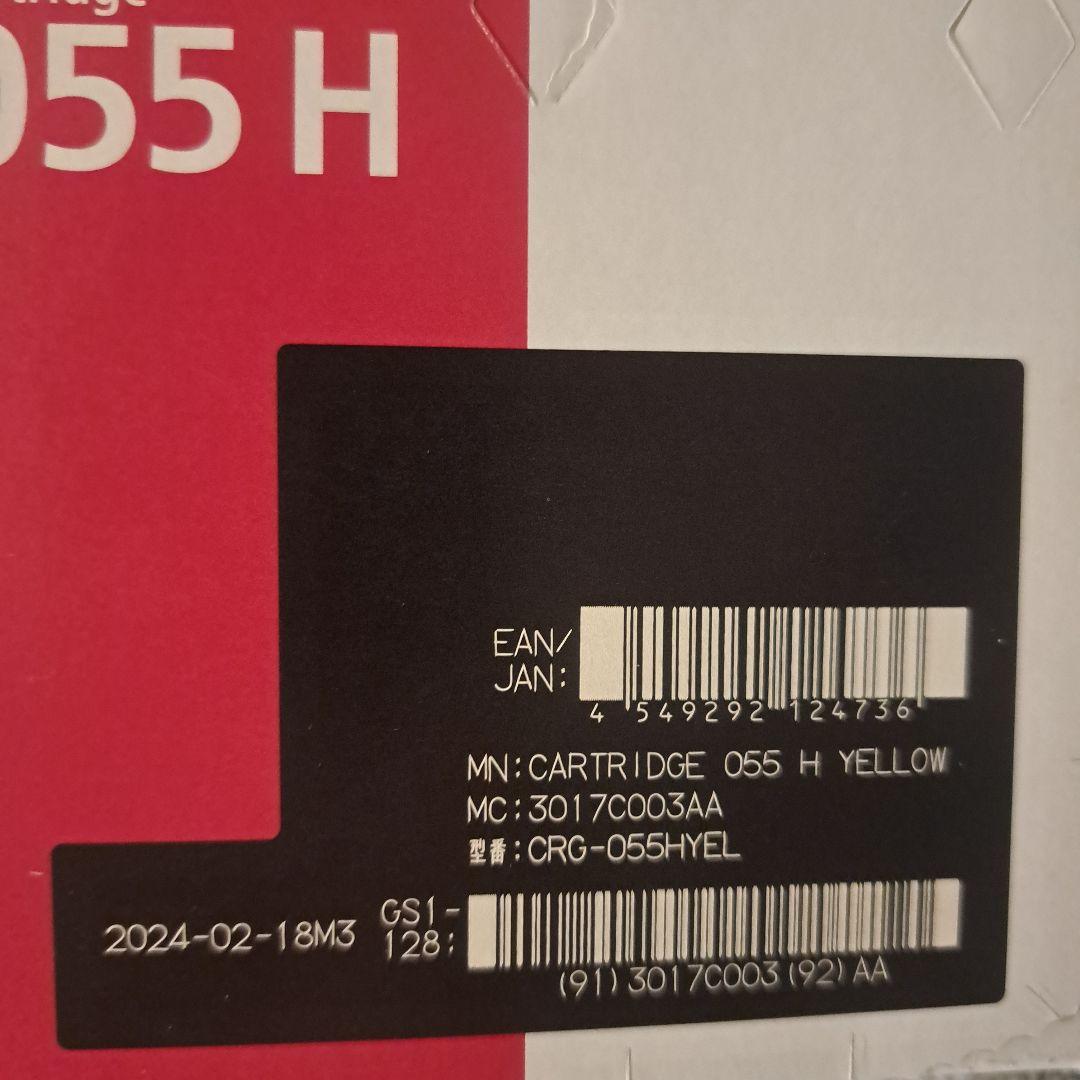 055 H
EAN/
JAN:
4 549292 124736
MN:CARTRIDGE 055 H YELLOW
MC:3017C003AA
型番:CRG-055HYEL
2024-02-18M3
GS1-
128:
(91)3017C003(92)AA